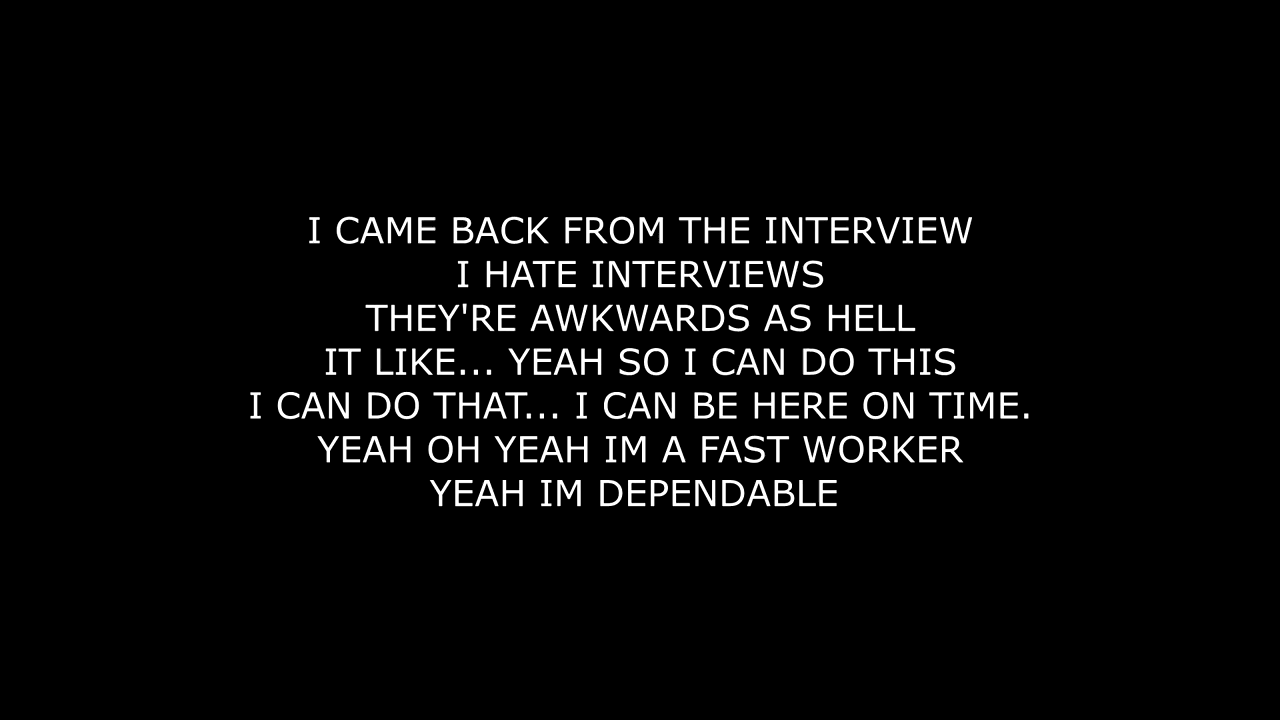 I CAME BACK FROM THE INTERVIEW
I HATE INTERVIEWS
THEY'RE AWKWARDS AS HELL
IT LIKE... YEAH SO I CAN DO THIS
I CAN DO THAT... I CAN BE HERE ON TIME.
YEAH OH YEAH IM A FAST WORKER
YEAH IM DEPENDABLE